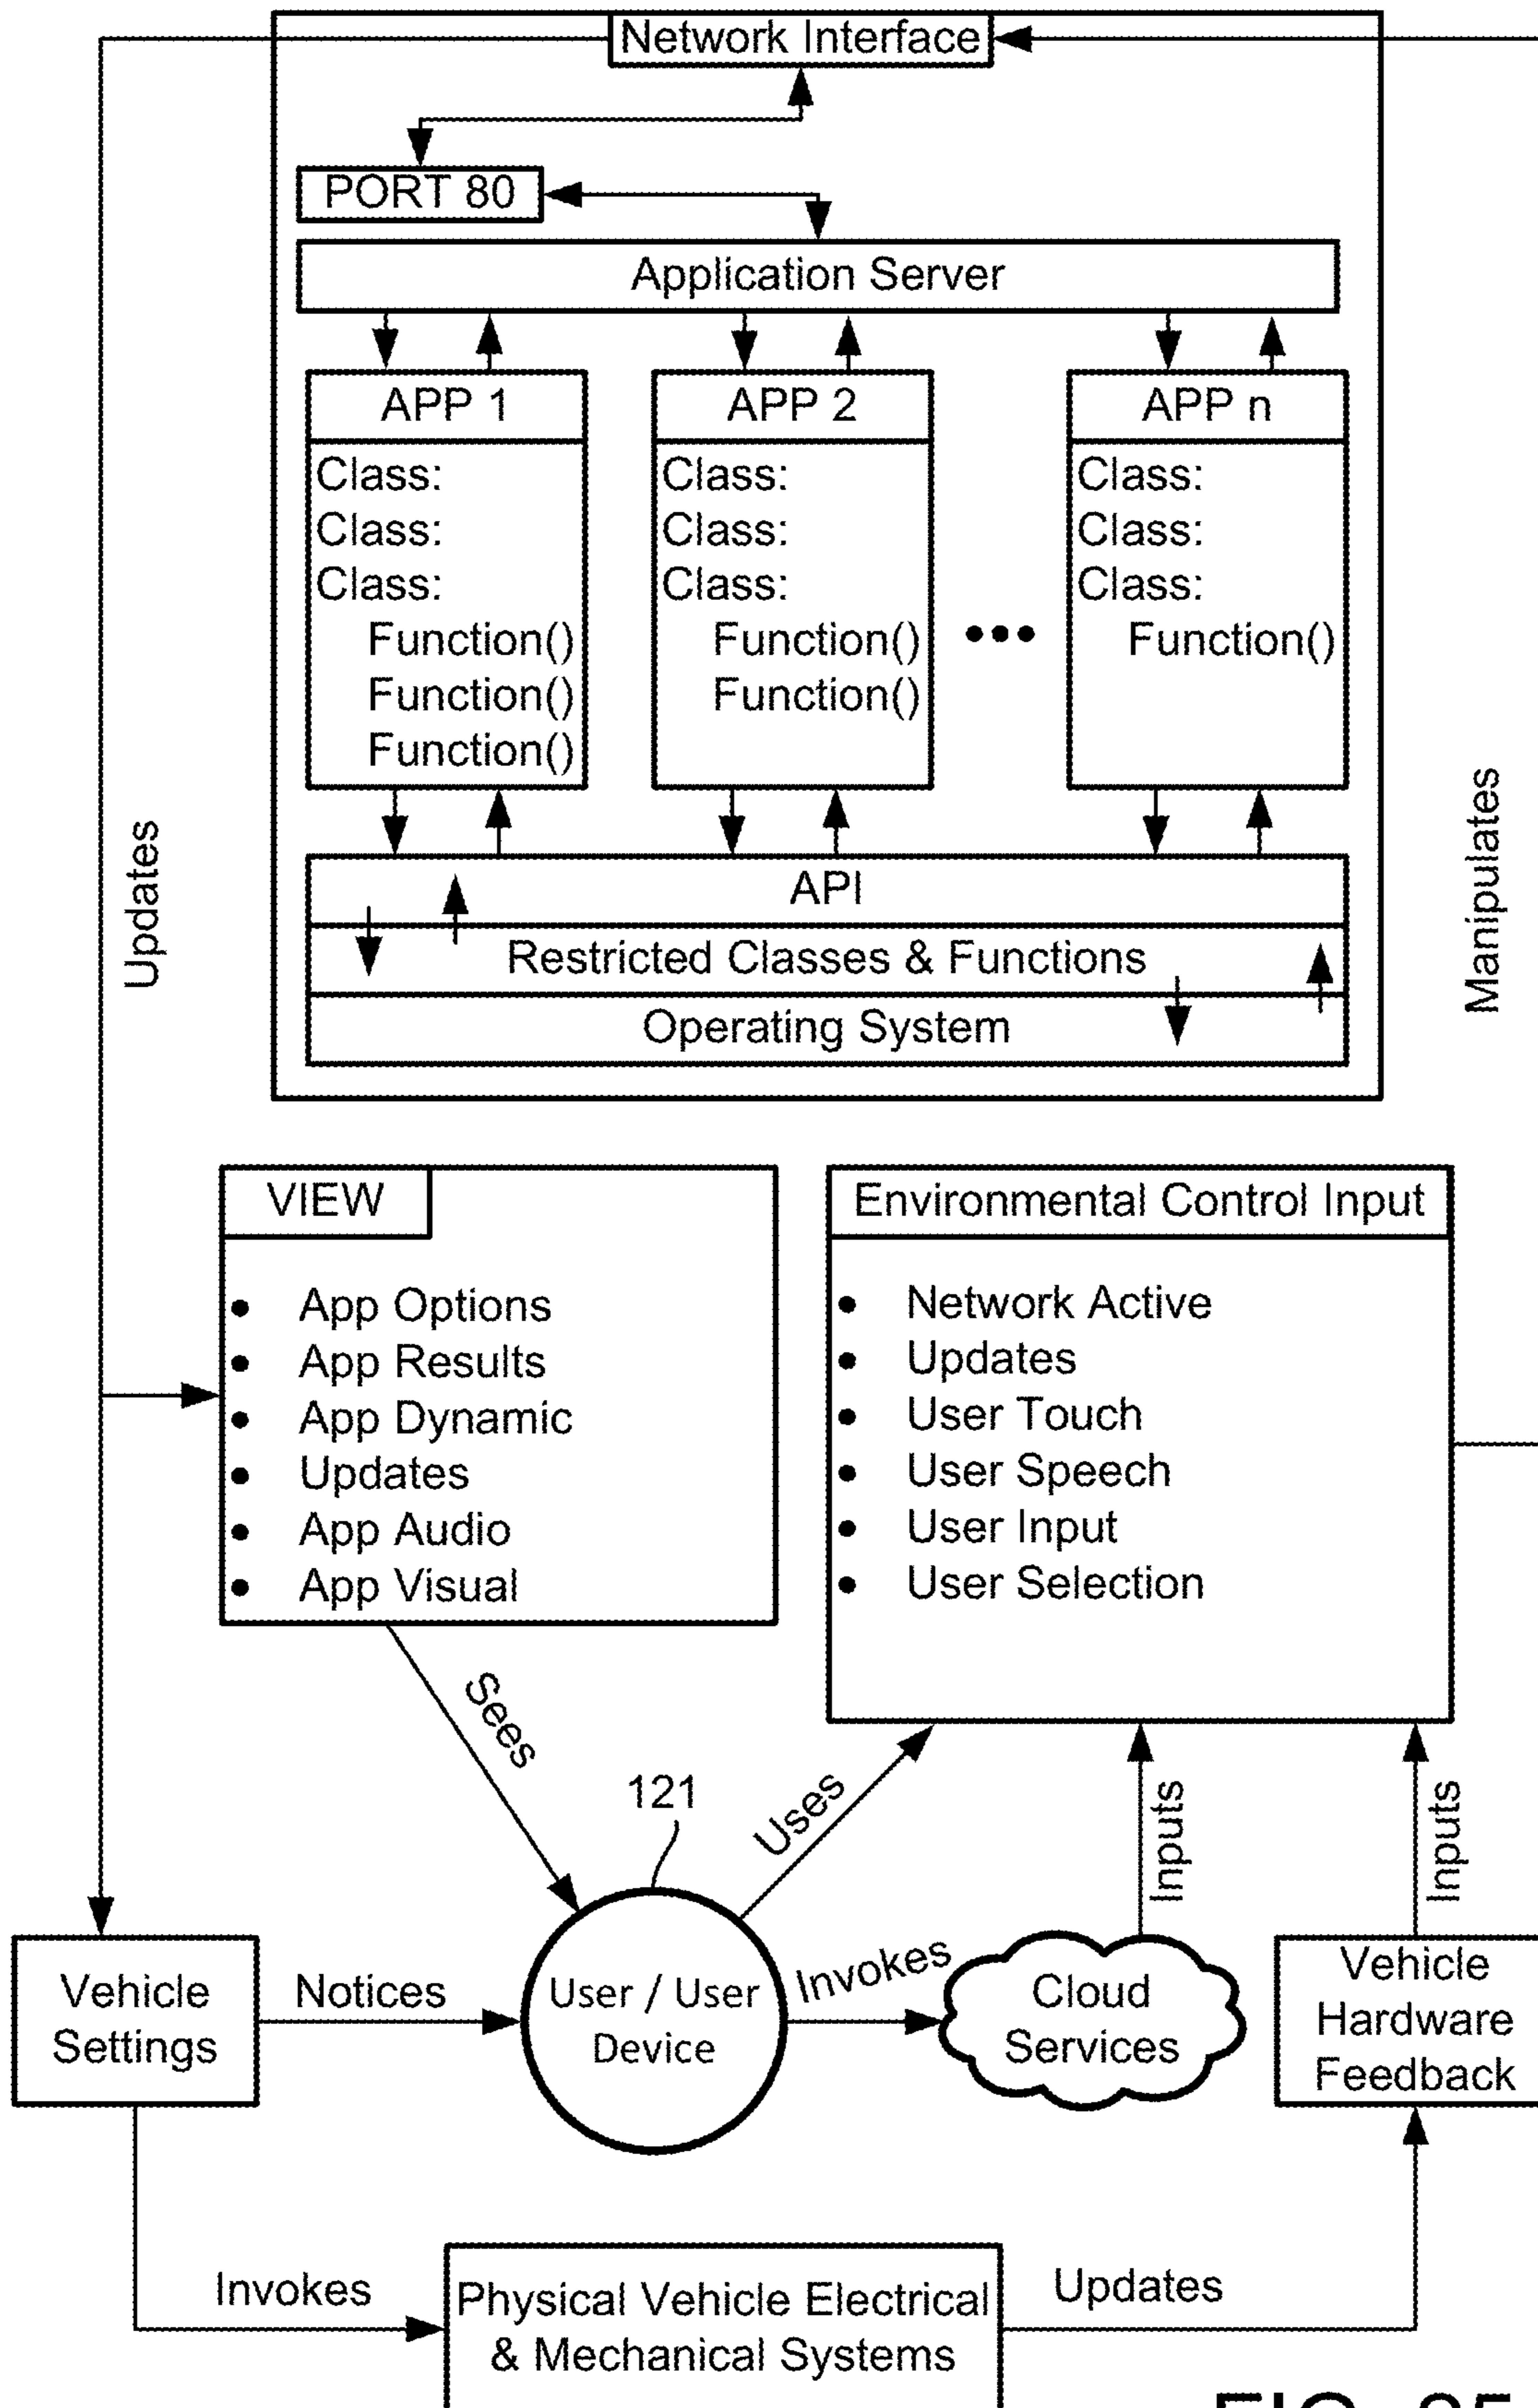 Network Interface
PORT 80
Application Server
APP 1
Class:
Class:
Class:
Function()
Function()
Function()
APP 2
Class:
Class:
Class:
Function()
Function()
•••
APP n
Class:
Class:
Class:
Function()
API
Restricted Classes & Functions
Operating System
Updates
Manipulates
VIEW
• App Options
• App Results
• App Dynamic
• Updates
• App Audio
• App Visual
Environmental Control Input
• Network Active
• Updates
• User Touch
• User Speech
• User Input
• User Selection
Sees
121
Uses
Inputs
Inputs
Vehicle
Settings
Notices
User / User
Device
Invokes
Cloud
Services
Vehicle
Hardware
Feedback
Invokes
Physical Vehicle Electrical
& Mechanical Systems
Updates